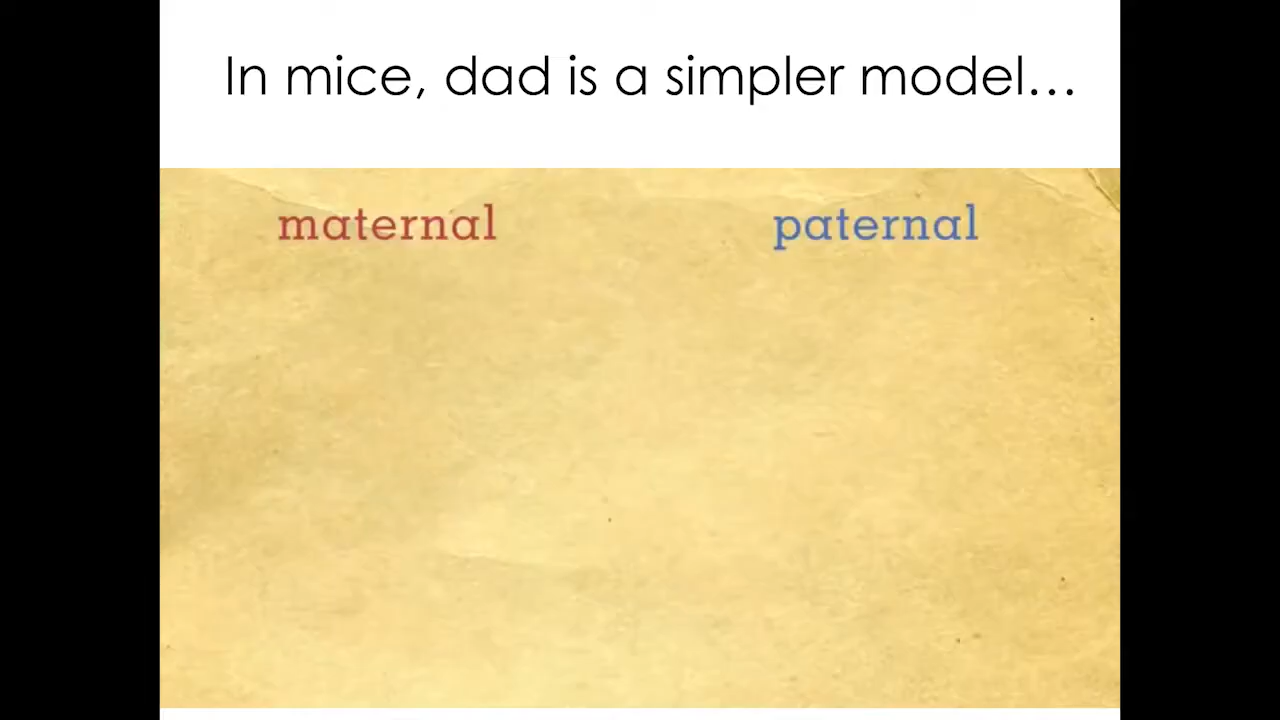 In mice, dad is a simpler model…
maternal
paternal